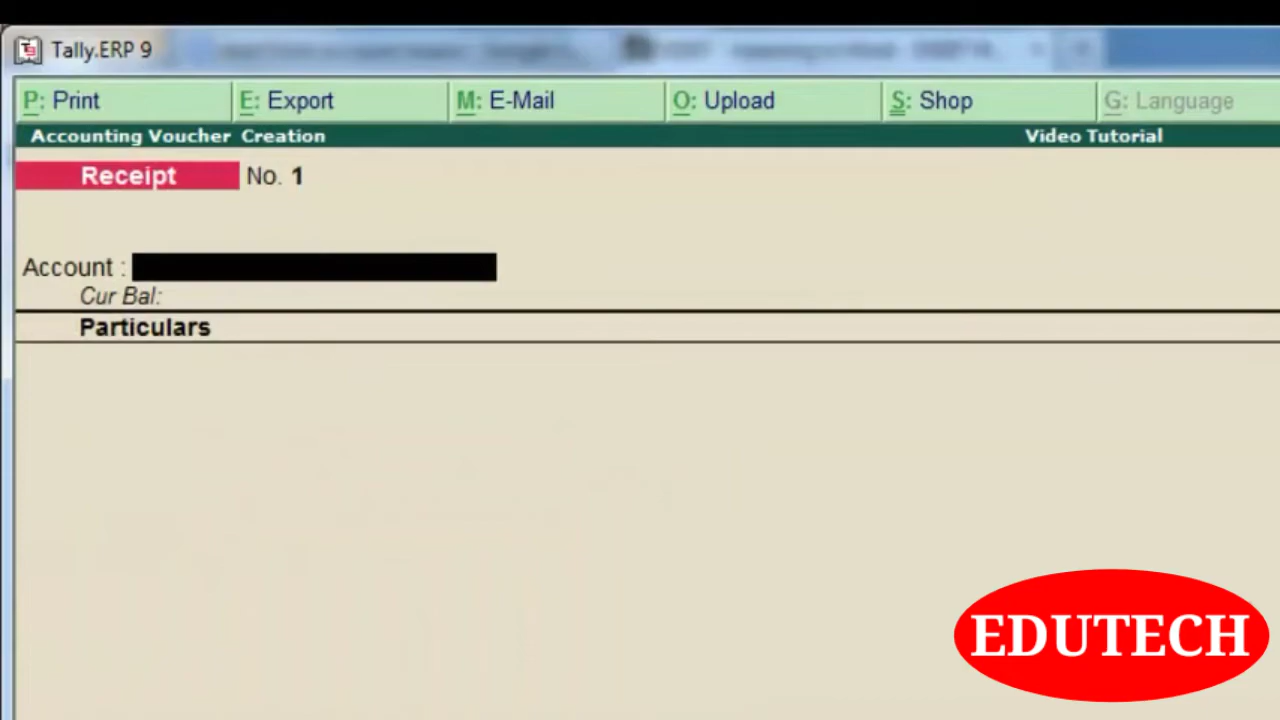 Tally.ERP 9
P: Print E: Export M: E-Mail O: Upload S: Shop G: Language
Accounting Voucher Creation Video Tutorial
Receipt No. 1
Account :
Cur Bal:
Particulars
EDUTECH